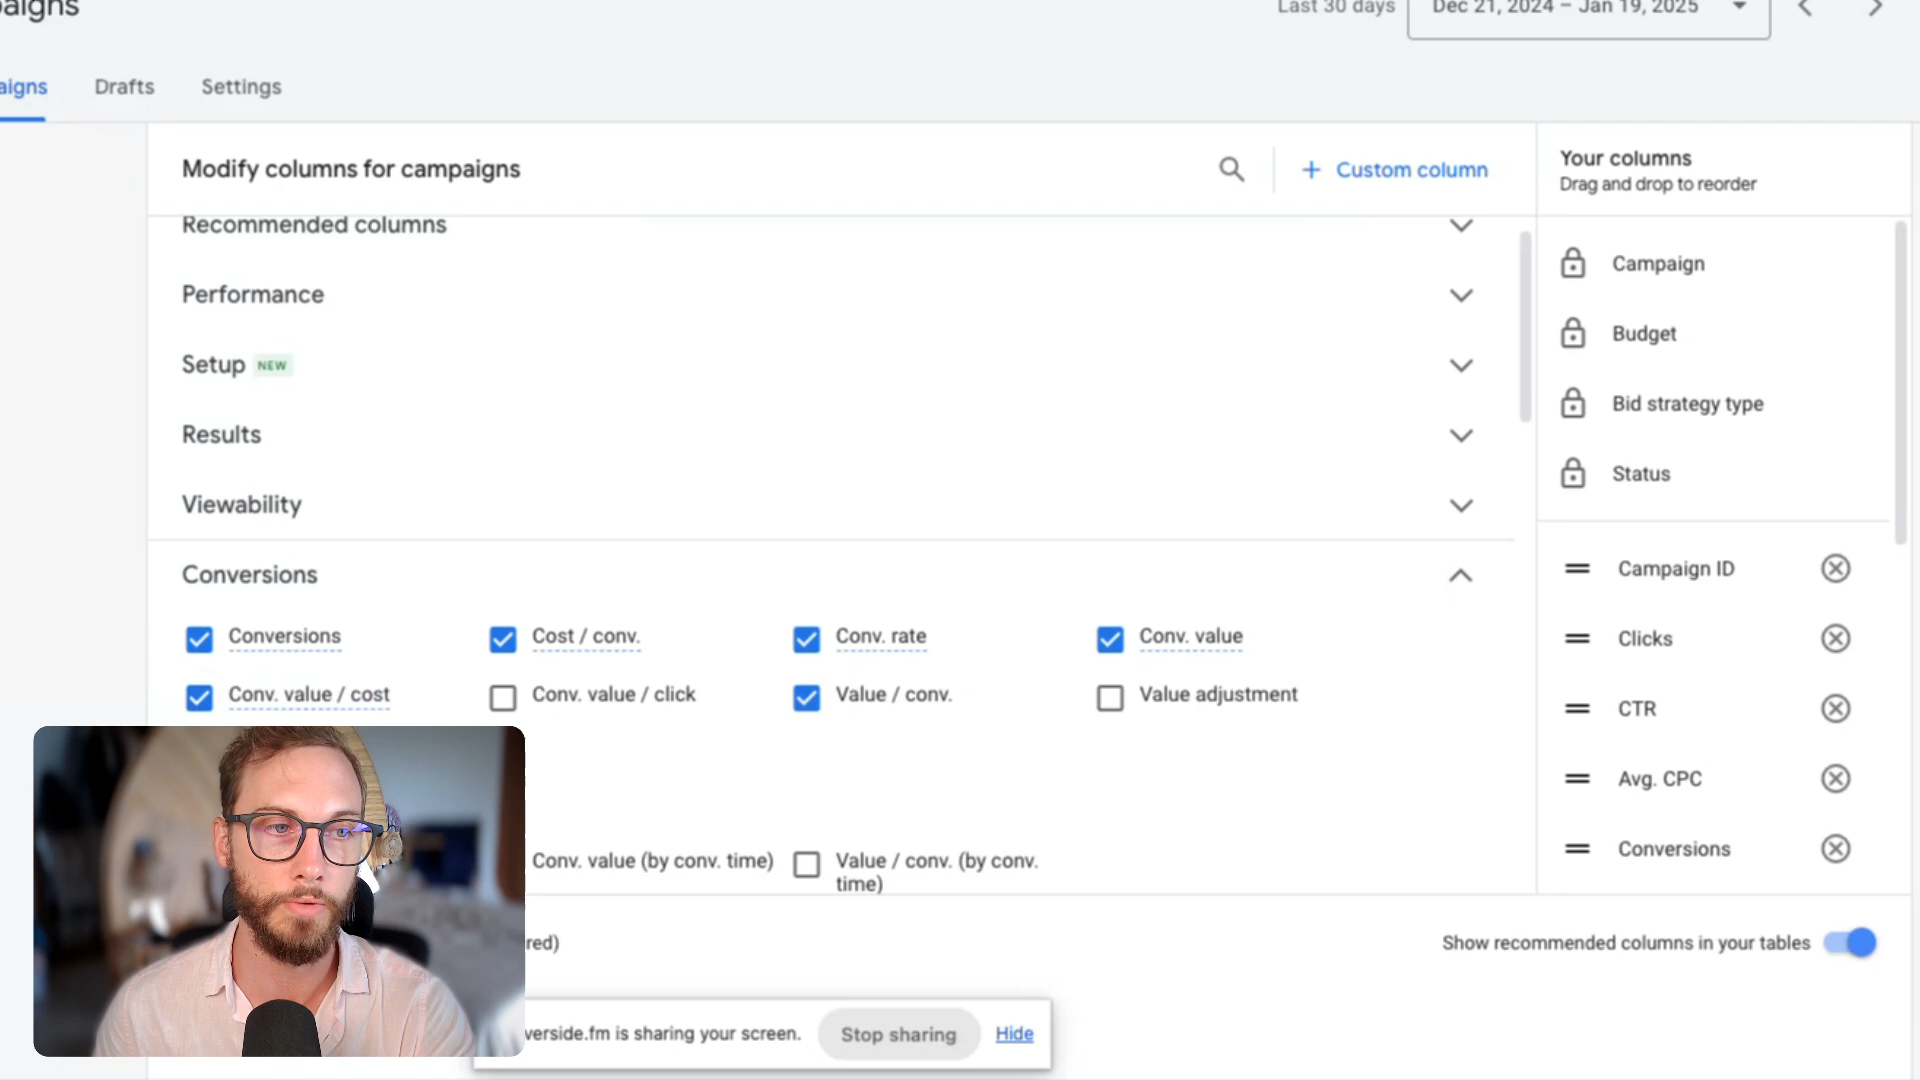 aigns
Last 30 days
Dec 21, 2024 – Jan 19, 2025
aigns
Drafts
Settings
Modify columns for campaigns
+ Custom column
Your columns
Drag and drop to reorder
Recommended columns
Performance
Setup NEW
Results
Viewability
Conversions
Conversions
Cost / conv.
Conv. rate
Conv. value
Conv. value / cost
Conv. value / click
Value / conv.
Value adjustment
Conv. value (by conv. time)
Value / conv. (by conv.
time)
Campaign
Budget
Bid strategy type
Status
Campaign ID
Clicks
CTR
Avg. CPC
Conversions
red)
Show recommended columns in your tables
verside.fm is sharing your screen.
Stop sharing
Hide